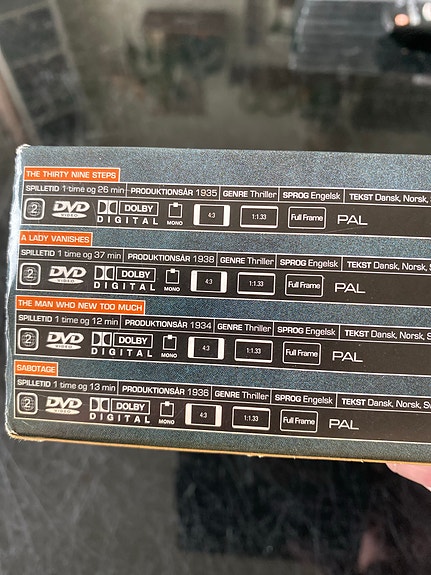 THE THIRTY NINE STEPS
SPILLETID 1 time og 26 min PRODUKTIONSÅR 1935 GENRE Thriller SPROG Engelsk TEKST Dansk, Norsk,
2 DVD VIDEO DOLBY DIGITAL MONO 4:3 1:1.33 Full Frame PAL
A LADY VANISHES
SPILLETID 1 time og 37 min PRODUKTIONSÅR 1938 GENRE Thriller SPROG Engelsk TEKST Dansk, Norsk,
2 DVD VIDEO DOLBY DIGITAL MONO 4:3 1:1.33 Full Frame PAL
THE MAN WHO NEW TOO MUCH
SPILLETID 1 time og 12 min PRODUKTIONSÅR 1934 GENRE Thriller SPROG Engelsk TEKST Dansk, Norsk,
2 DVD VIDEO DOLBY DIGITAL MONO 4:3 1:1.33 Full Frame PAL
SABOTAGE
SPILLETID 1 time og 13 min PRODUKTIONSÅR 1936 GENRE Thriller SPROG Engelsk TEKST Dansk, Norsk, Sv
2 DVD VIDEO DOLBY DIGITAL MONO 4:3 1:1.33 Full Frame PAL